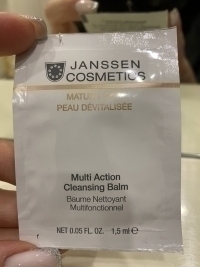 JANSSEN
COSMETICS
PEAU DÉVITALISÉE
Multi Action
Cleansing Balm
Baume Nettoyant
Multifonctionnel
NET 0.05 FL. OZ. 1,5 ml ℮